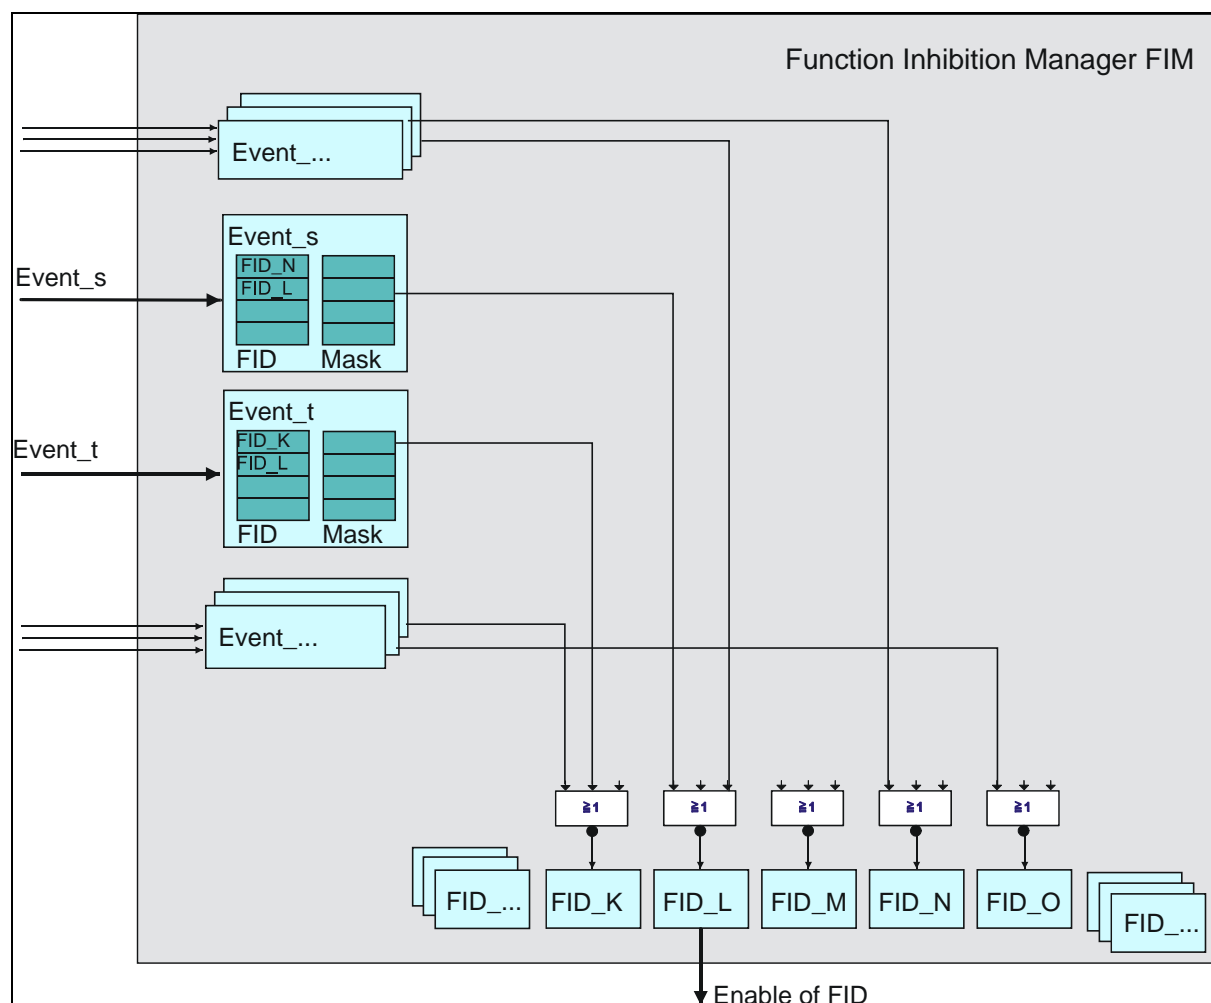 Function Inhibition Manager FIM
Event_...
Event_s
Event_s
FID_N
FID_L
FID Mask
Event_t
Event_t
FID_K
FID_L
FID Mask
Event_...
≧1 ≧1 ≧1 ≧1 ≧1
FID_... FID_K FID_L FID_M FID_N FID_O FID_...
Enable of FID